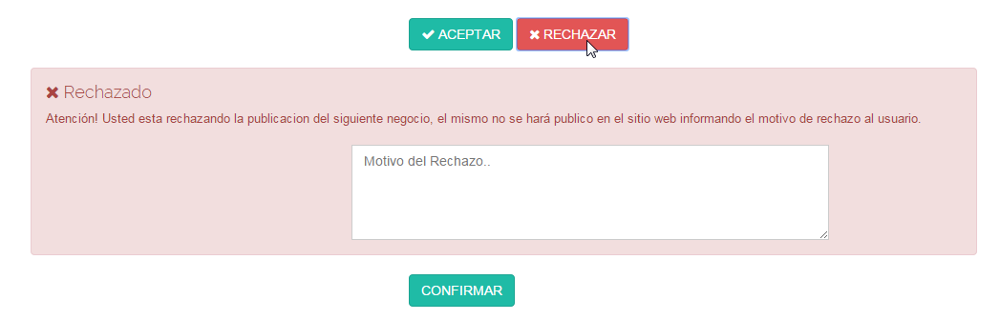 ACEPTAR RECHAZAR
Rechazado
Atención! Usted esta rechazando la publicacion del siguiente negocio, el mismo no se hará publico en el sitio web informando el motivo de rechazo al usuario.
Motivo del Rechazo..
CONFIRMAR